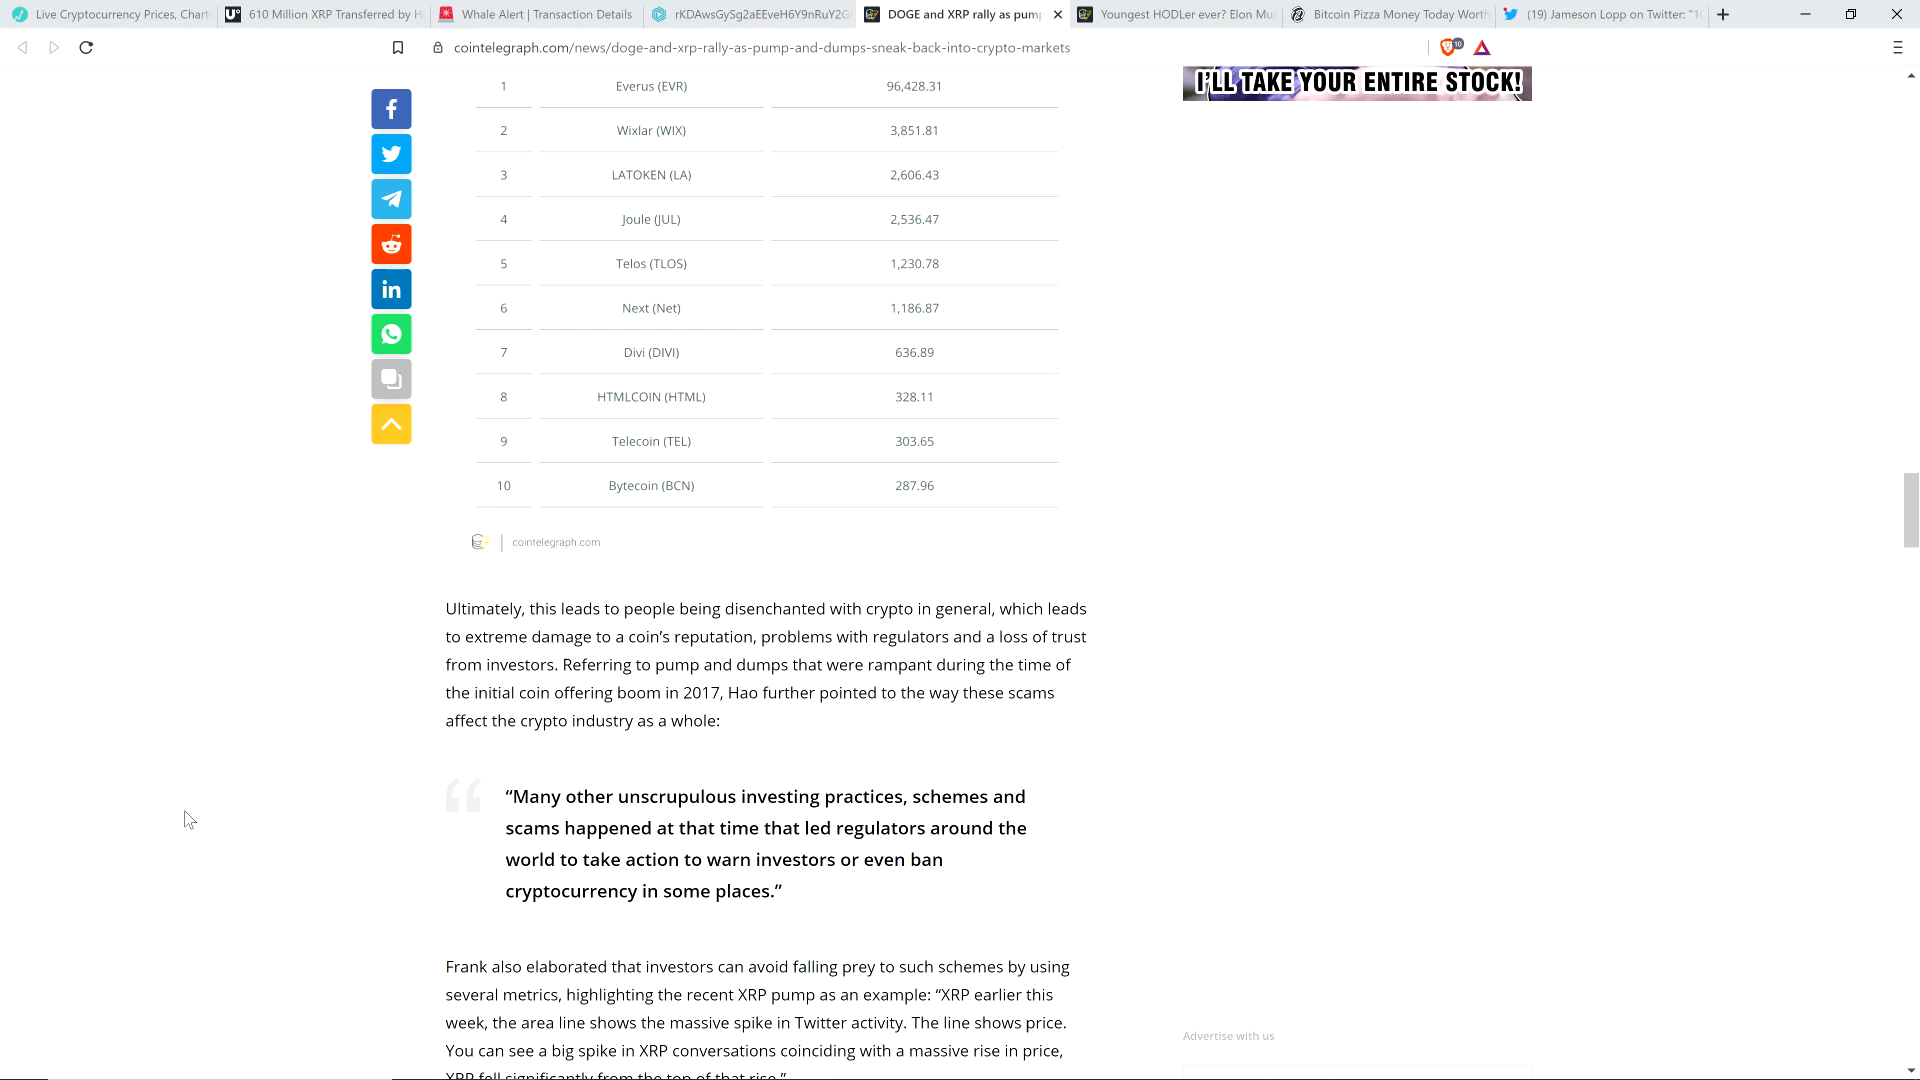 Live Cryptocurrency Prices, Chart
610 Million XRP Transferred by H
Whale Alert | Transaction Details
rKDAwsGySg2aEEveH6Y9nRuY2G
DOGE and XRP rally as pump
Youngest HODLer ever? Elon Mus
Bitcoin Pizza Money Today Worth
(19) Jameson Lopp on Twitter: "10
cointelegraph.com/news/doge-and-xrp-rally-as-pump-and-dumps-sneak-back-into-crypto-markets
10
I'LL TAKE YOUR ENTIRE STOCK!
1 Everus (EVR) 96,428.31
2 Wixlar (WIX) 3,851.81
3 LATOKEN (LA) 2,606.43
4 Joule (JUL) 2,536.47
5 Telos (TLOS) 1,230.78
6 Next (Net) 1,186.87
7 Divi (DIVI) 636.89
8 HTMLCOIN (HTML) 328.11
9 Telecoin (TEL) 303.65
10 Bytecoin (BCN) 287.96
cointelegraph.com
Ultimately, this leads to people being disenchanted with crypto in general, which leads
to extreme damage to a coin’s reputation, problems with regulators and a loss of trust
from investors. Referring to pump and dumps that were rampant during the time of
the initial coin offering boom in 2017, Hao further pointed to the way these scams
affect the crypto industry as a whole:
“Many other unscrupulous investing practices, schemes and
scams happened at that time that led regulators around the
world to take action to warn investors or even ban
cryptocurrency in some places.”
Frank also elaborated that investors can avoid falling prey to such schemes by using
several metrics, highlighting the recent XRP pump as an example: “XRP earlier this
week, the area line shows the massive spike in Twitter activity. The line shows price.
You can see a big spike in XRP conversations coinciding with a massive rise in price,
XRP fell significantly from the top of that rise.”
Advertise with us